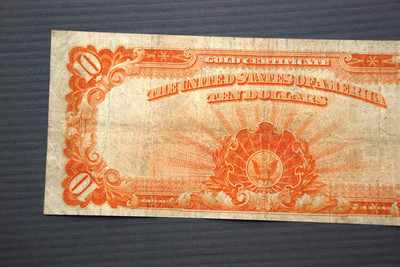 GOLD CERTIFICATE
THE UNITED STATES OF AMERICA
TEN DOLLARS
10
10